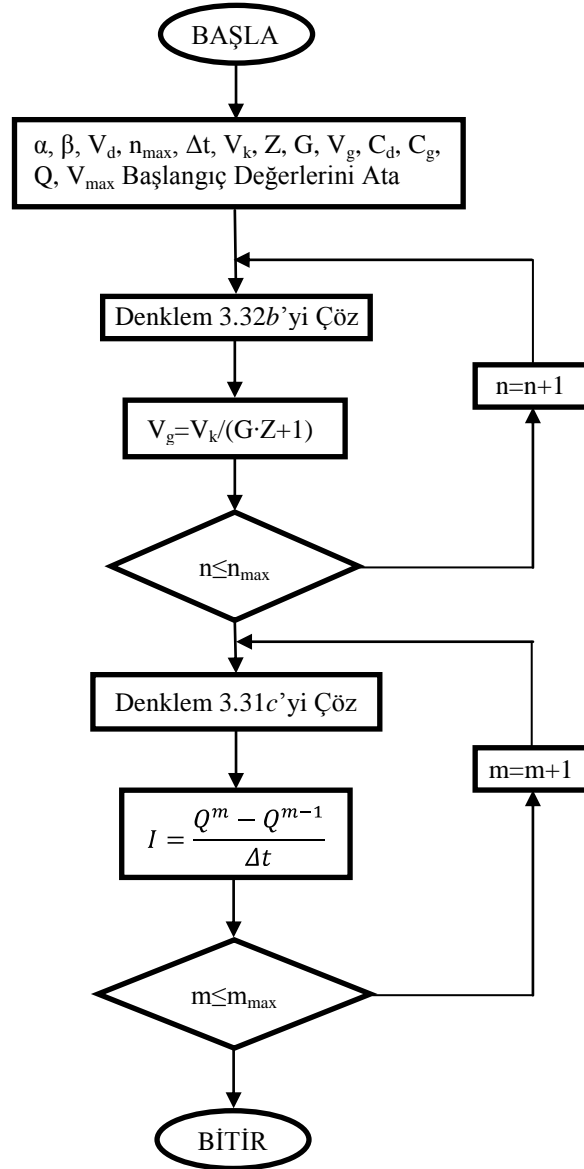 BAŞLA
α, β, V_d, n_max, Δt, V_k, Z, G, V_g, C_d, C_g,
Q, V_max Başlangıç Değerlerini Ata
Denklem 3.32b’yi Çöz
n=n+1
V_g=V_k/(G·Z+1)
n≤n_max
Denklem 3.31c’yi Çöz
m=m+1
I = (Q^m − Q^{m−1}) / Δt
m≤m_max
BİTİR